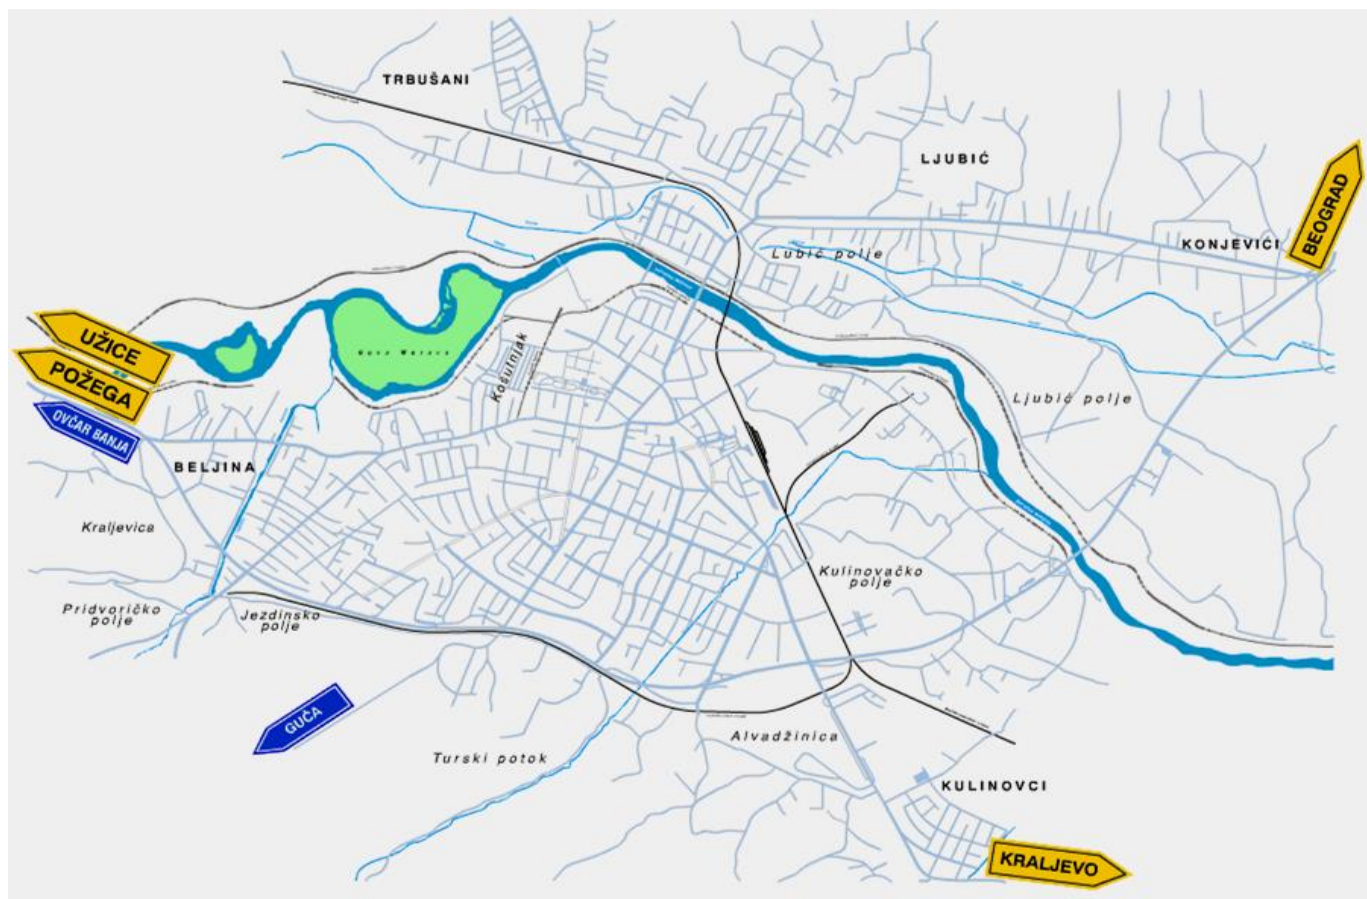 TRBUŠANI
LJUBIĆ
BEOGRAD
KONJEVIĆI
Lubić polje
UŽICE
POŽEGA
OVČAR BANJA
Košutnjak
Ljubić polje
BELJINA
Kraljevica
Kulinovačko
polje
Pridvoričko
polje
Jezdinsko
polje
GUČA
Alvadžinica
Turski potok
KULINOVCI
KRALJEVO